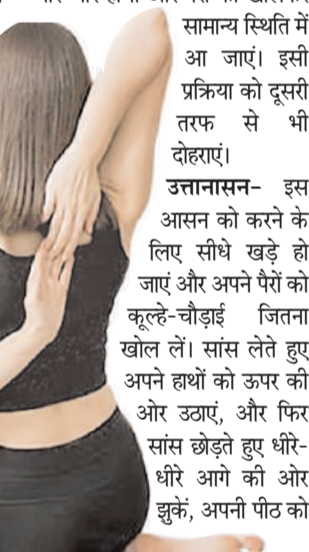 सामान्य स्थिति में
आ जाएं। इसी
प्रक्रिया को दूसरी
तरफ से भी
दोहराएं।
उत्तानासन– इस
आसन को करने के
लिए सीधे खड़े हो
जाएं और अपने पैरों को
कूल्हे-चौड़ाई जितना
खोल लें। सांस लेते हुए
अपने हाथों को ऊपर की
ओर उठाएं, और फिर
सांस छोड़ते हुए धीरे-
धीरे आगे की ओर
झुकें, अपनी पीठ को